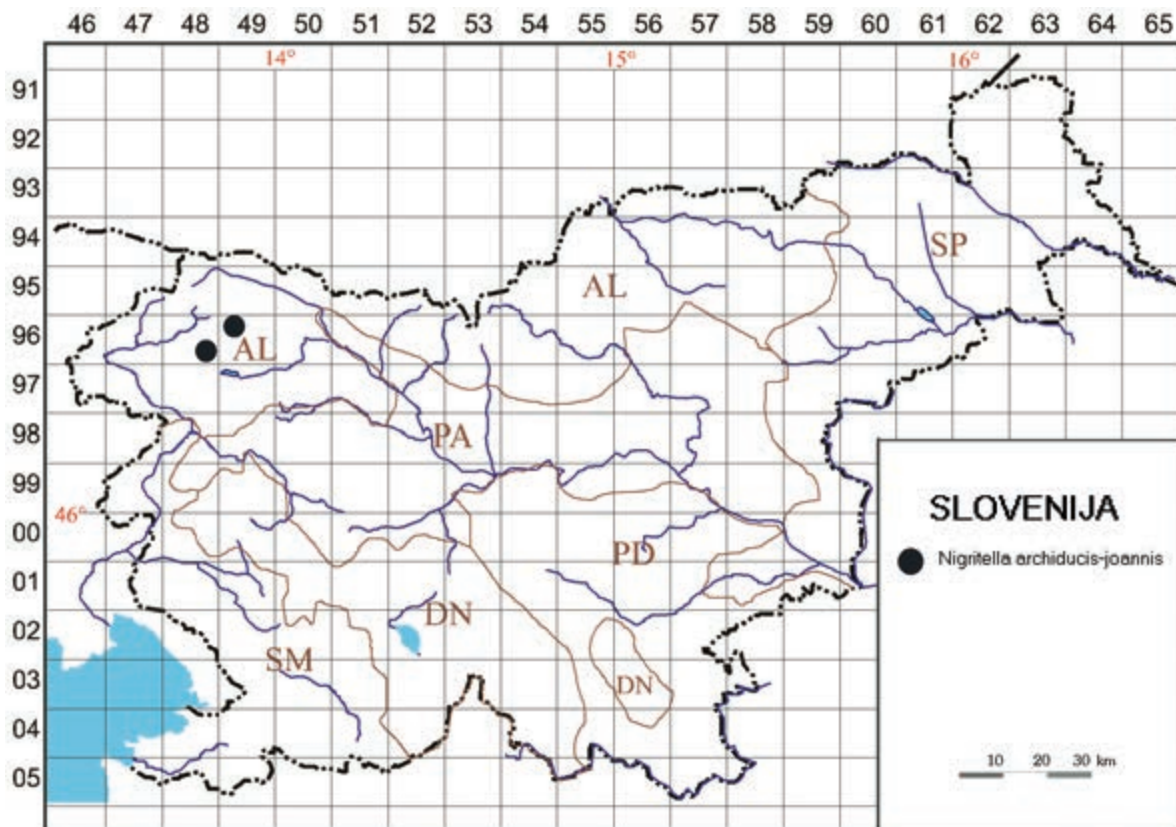 46 47 48 49 50 51 52 53 54 55 56 57 58 59 60 61 62 63 64 65
14° 15° 16°
91
92
93
94
SP
95
AL
96
AL
97
98
PA
99
46°
SLOVENIJA
00
PD
Nigritella archiducis-joannis
01
DN
02
SM
03
DN
04
10 20 30 km
05